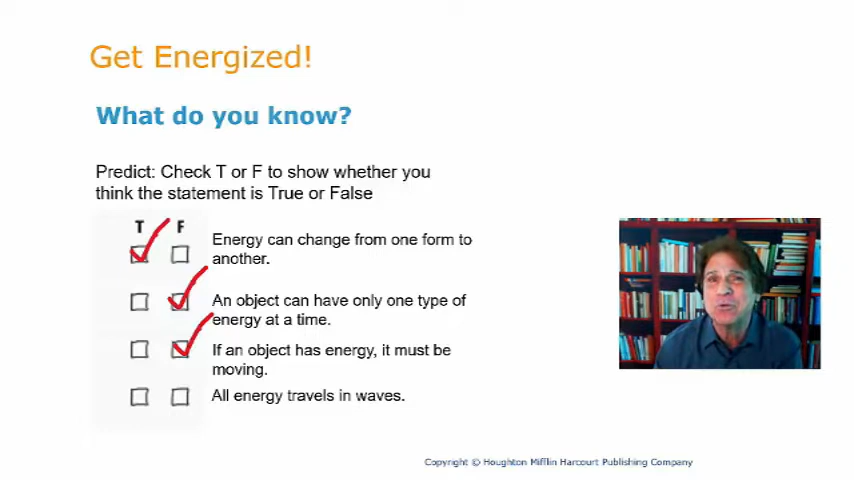 Get Energized!
What do you know?
Predict: Check T or F to show whether you
think the statement is True or False
T F
Energy can change from one form to
another.
An object can have only one type of
energy at a time.
If an object has energy, it must be
moving.
All energy travels in waves.
Copyright © Houghton Mifflin Harcourt Publishing Company